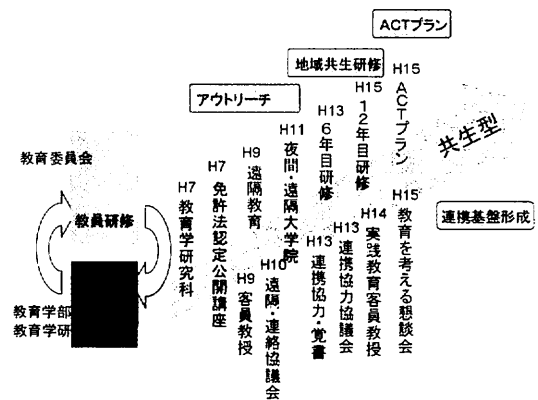 ACTプラン
地域共生研修
アウトリーチ
共生型
連携基盤形成
教育委員会
教員研修
教育学部
教育学研
H7 教育学研究科
H7 免許法認定公開講座
H9 遠隔教育
H9 客員教授
H10 遠隔・連絡協議会
H11 夜間・遠隔大学院
H13 6年目研修
H13 連携協力・覚書
H13 連携協力協議会
H15 12年目研修
H14 実践教育客員教授
H15 ACTプラン
H15 教育を考える懇談会